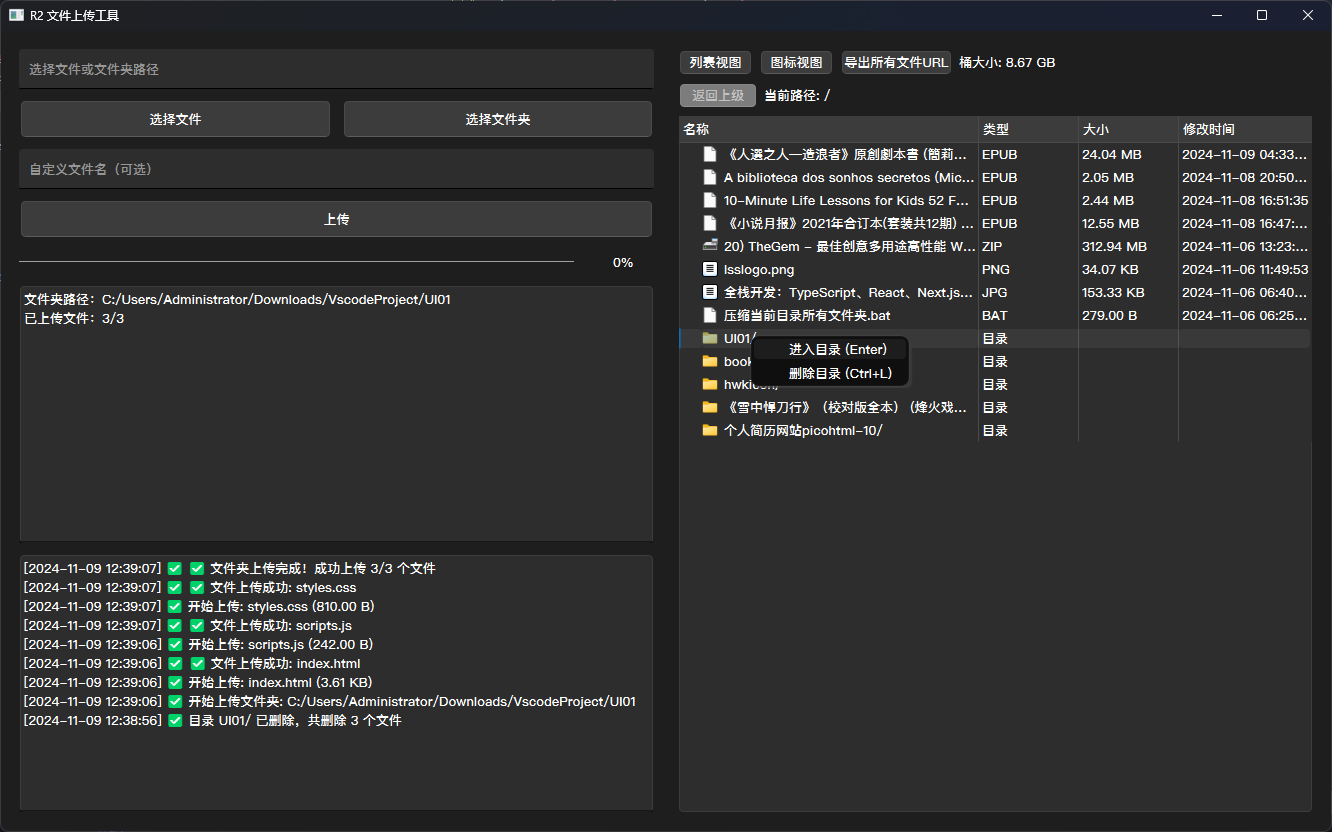 R2 文件上传工具
选择文件或文件夹路径
选择文件 选择文件夹
自定义文件名（可选）
上传
0%
文件夹路径：C:/Users/Administrator/Downloads/VscodeProject/UI01
已上传文件：3/3
[2024-11-09 12:39:07] ✅ ✅ 文件夹上传完成！成功上传 3/3 个文件
[2024-11-09 12:39:07] ✅ ✅ 文件上传成功: styles.css
[2024-11-09 12:39:07] ✅ 开始上传: styles.css (810.00 B)
[2024-11-09 12:39:07] ✅ ✅ 文件上传成功: scripts.js
[2024-11-09 12:39:06] ✅ 开始上传: scripts.js (242.00 B)
[2024-11-09 12:39:06] ✅ ✅ 文件上传成功: index.html
[2024-11-09 12:39:06] ✅ 开始上传: index.html (3.61 KB)
[2024-11-09 12:39:06] ✅ 开始上传文件夹: C:/Users/Administrator/Downloads/VscodeProject/UI01
[2024-11-09 12:38:56] ✅ 目录 UI01/ 已删除，共删除 3 个文件
列表视图 图标视图 导出所有文件URL 桶大小: 8.67 GB
返回上级 当前路径: /
名称 类型 大小 修改时间
《人選之人—造浪者》原創劇本書 (簡莉... EPUB 24.04 MB 2024-11-09 04:33...
A biblioteca dos sonhos secretos (Mic... EPUB 2.05 MB 2024-11-08 20:50...
10-Minute Life Lessons for Kids 52 F... EPUB 2.44 MB 2024-11-08 16:51:35
《小说月报》2021年合订本(套装共12期) ... EPUB 12.55 MB 2024-11-08 16:47:...
20) TheGem - 最佳创意多用途高性能 W... ZIP 312.94 MB 2024-11-06 13:23:...
lsslogo.png PNG 34.07 KB 2024-11-06 11:49:53
全栈开发：TypeScript、React、Next.js... JPG 153.33 KB 2024-11-06 06:40...
压缩当前目录所有文件夹.bat BAT 279.00 B 2024-11-06 06:25...
UI01/ 目录
进入目录 (Enter)
book 目录
删除目录 (Ctrl+L)
目录
《雪中悍刀行》（校对版全本）(烽火戏... 目录
个人简历网站picohtml-10/ 目录